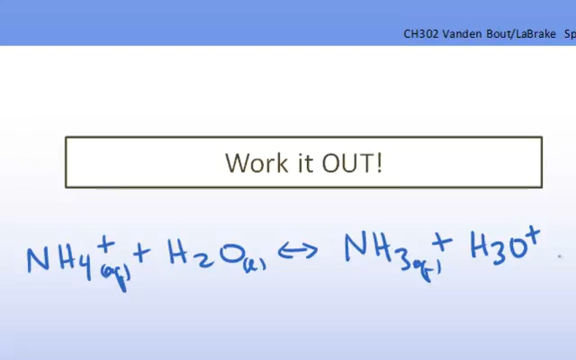 CH302 Vanden Bout/LaBrake Sp
Work it OUT!
NH₄⁺(aq) + H₂O(l) ↔ NH₃(aq) + H₃O⁺